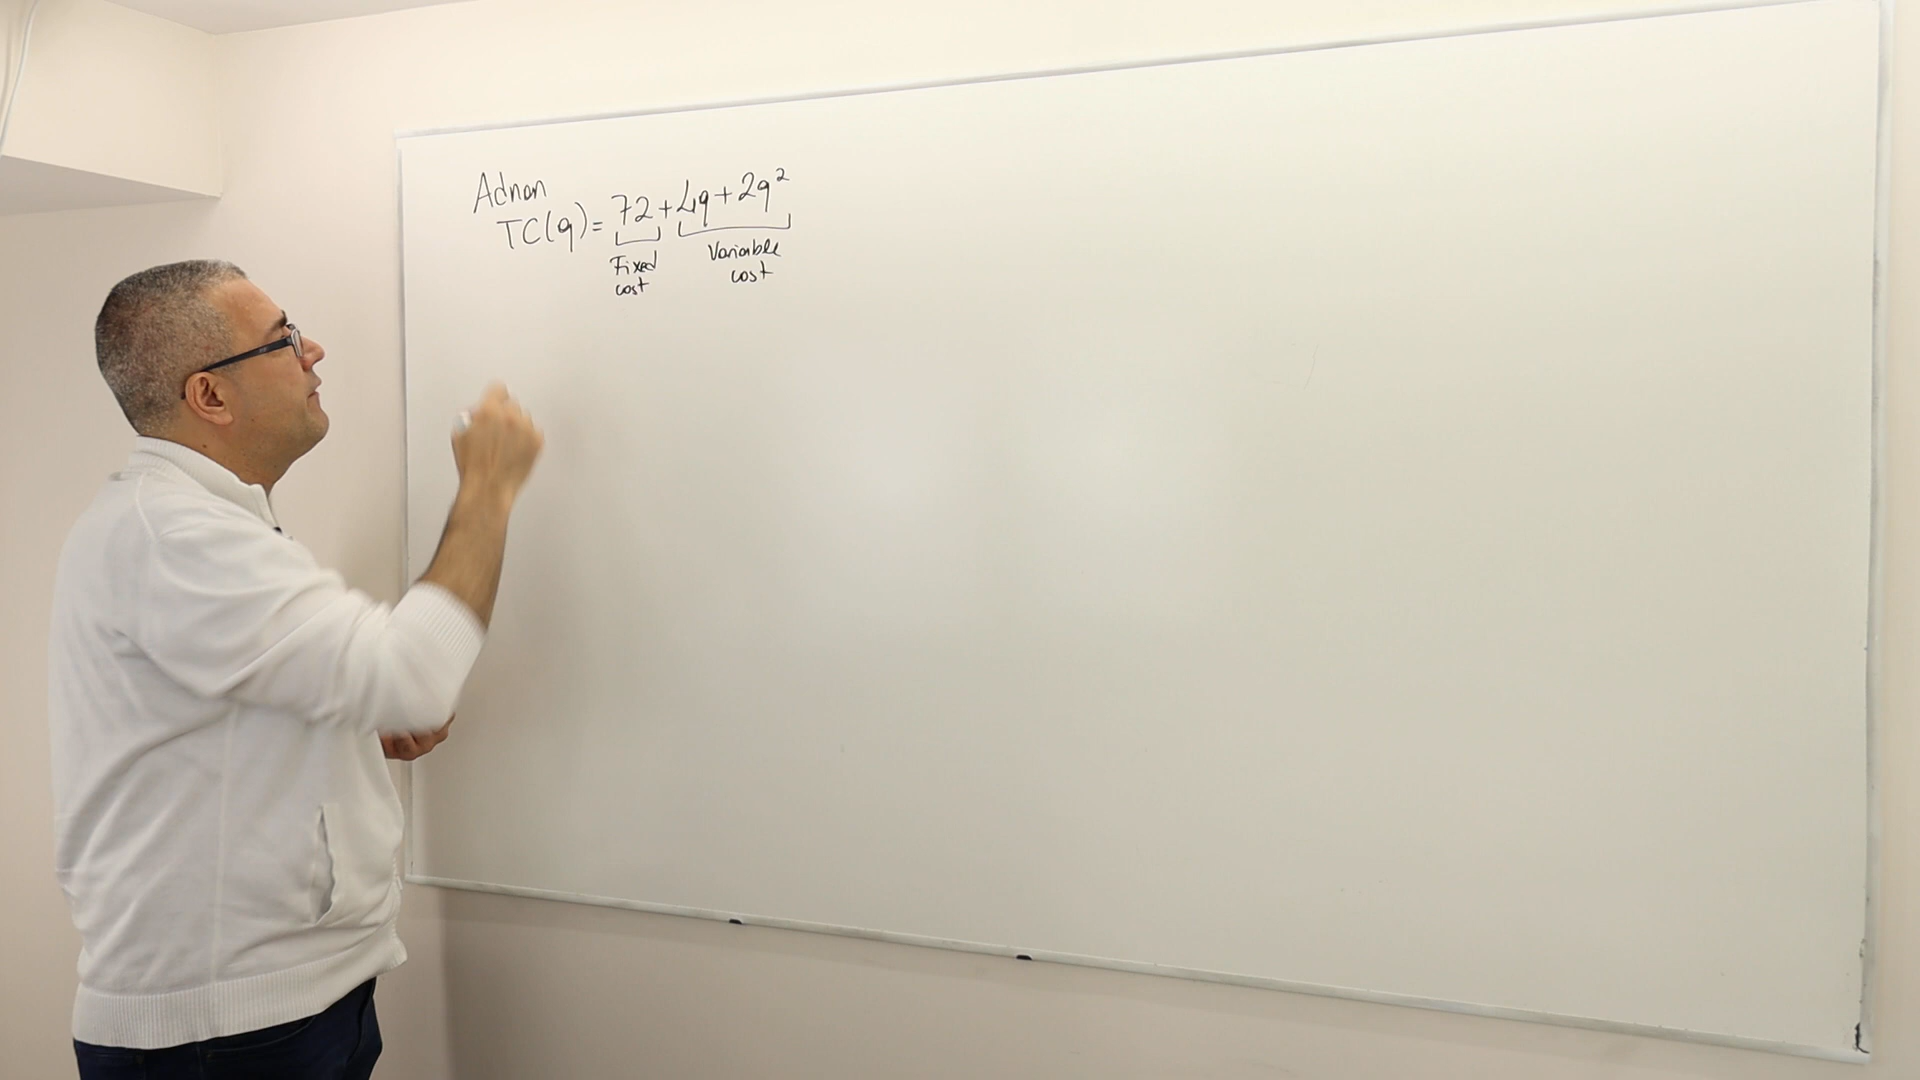 Adnan
TC(q) = 72 + 4q + 2q²
Fixed cost
Variable cost